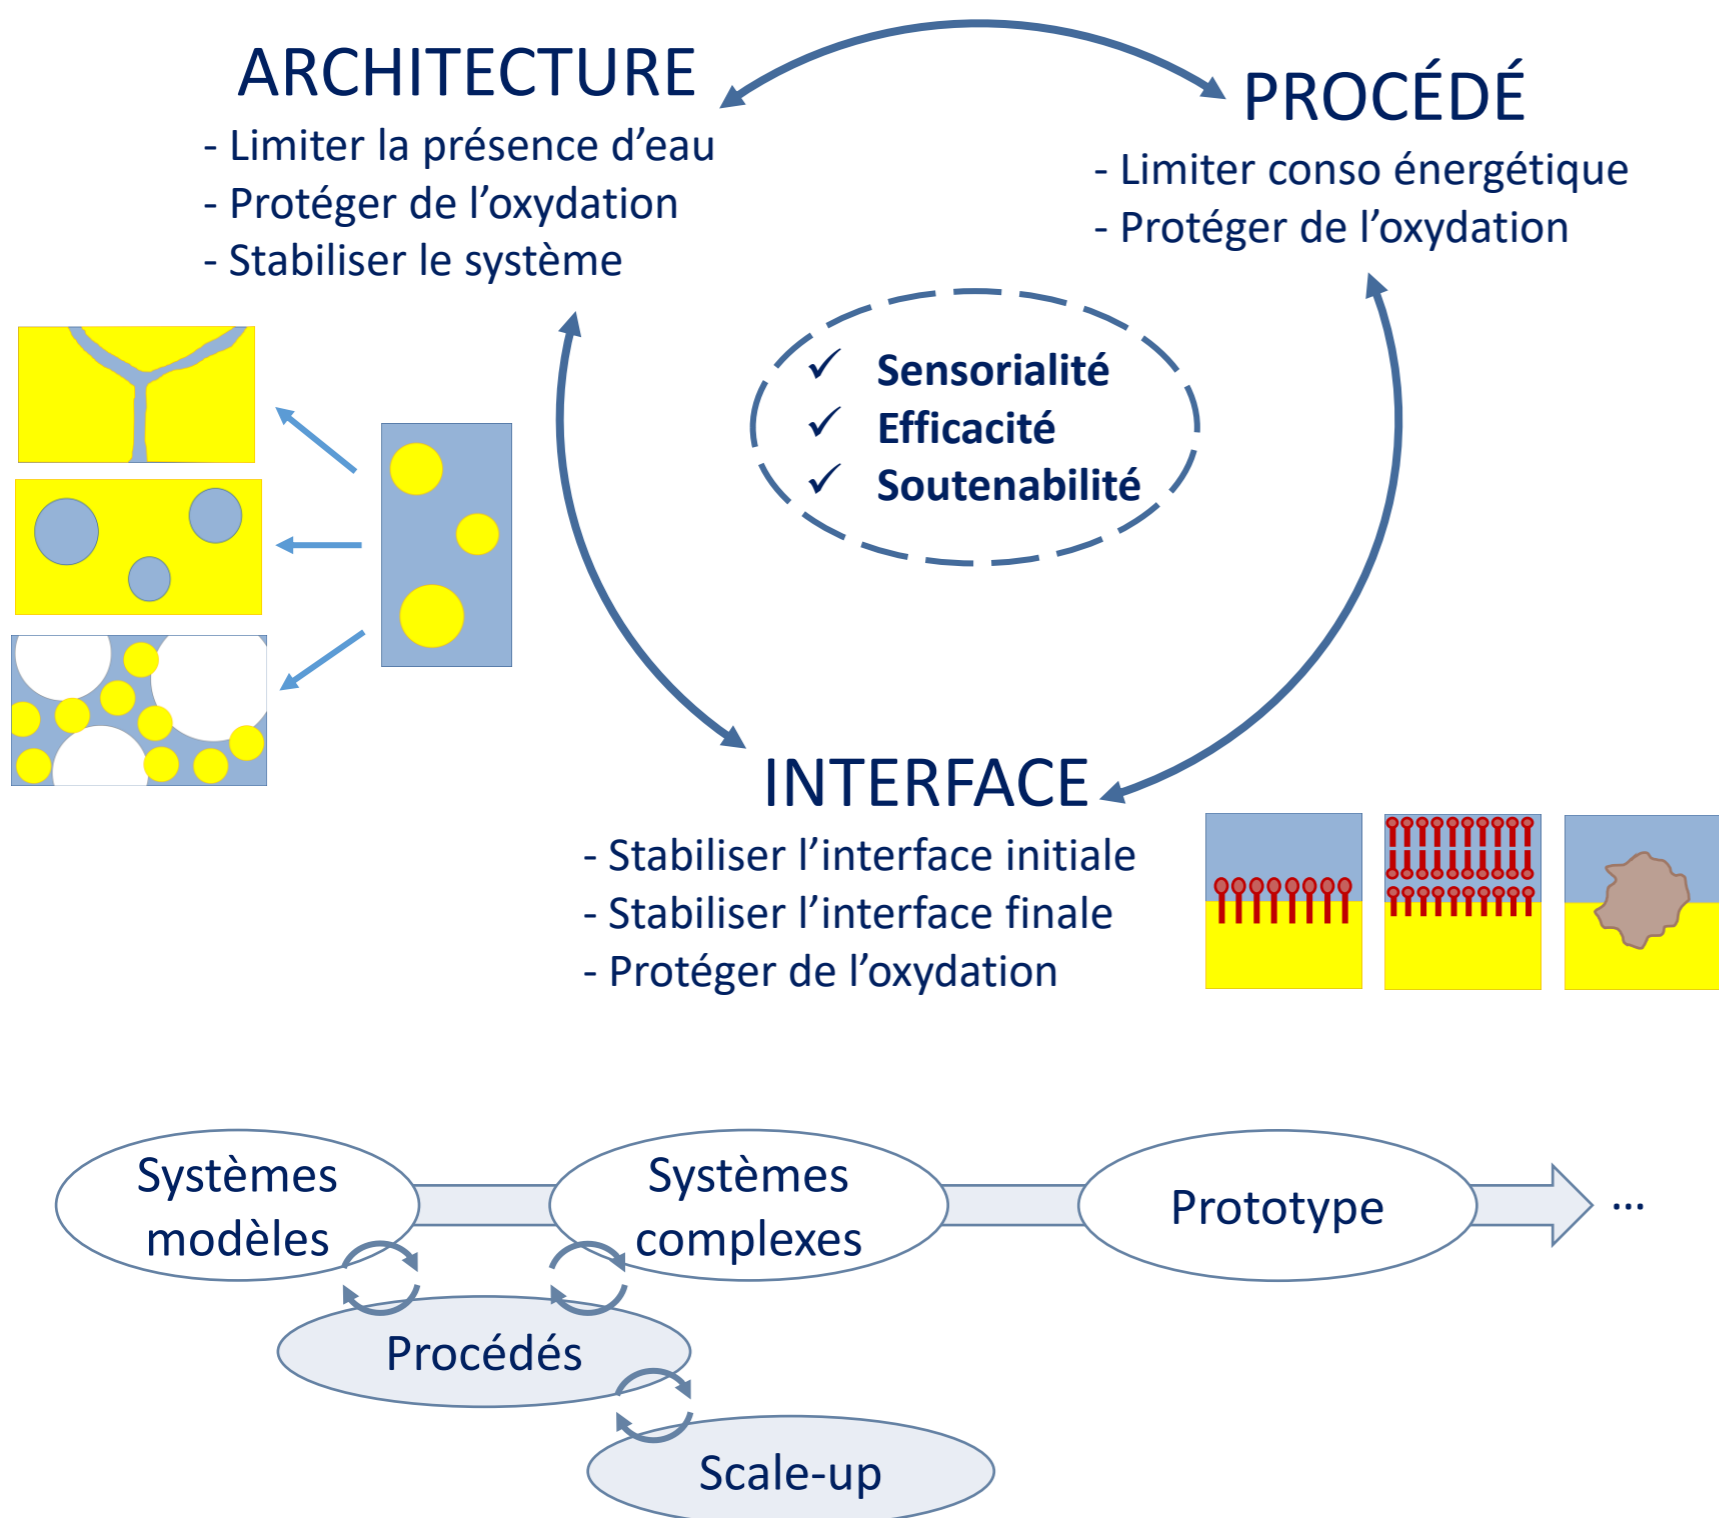 ARCHITECTURE
- Limiter la présence d’eau
- Protéger de l’oxydation
- Stabiliser le système
PROCÉDÉ
- Limiter conso énergétique
- Protéger de l’oxydation
✓ Sensorialité
✓ Efficacité
✓ Soutenabilité
INTERFACE
- Stabiliser l’interface initiale
- Stabiliser l’interface finale
- Protéger de l’oxydation
Systèmes
modèles
Systèmes
complexes
Prototype
...
Procédés
Scale-up